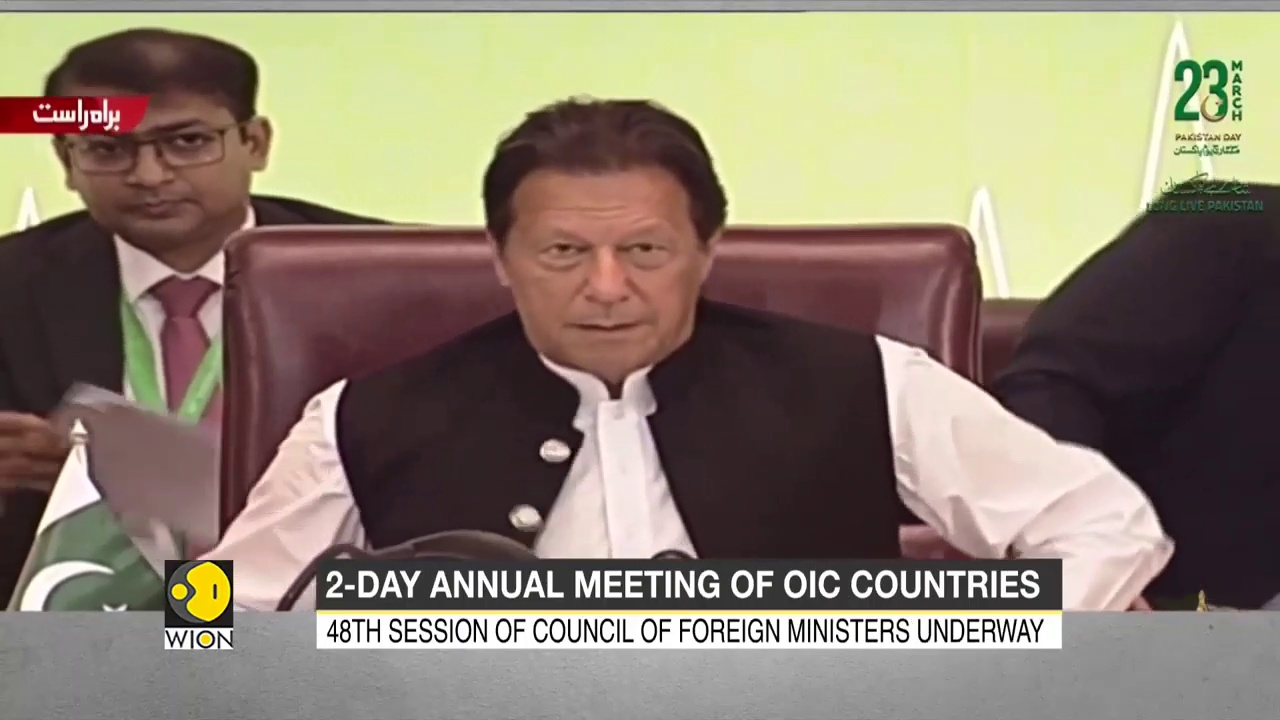 براہ راست
23
MARCH
PAKISTAN DAY
LONG LIVE PAKISTAN
WION
2-DAY ANNUAL MEETING OF OIC COUNTRIES
48TH SESSION OF COUNCIL OF FOREIGN MINISTERS UNDERWAY